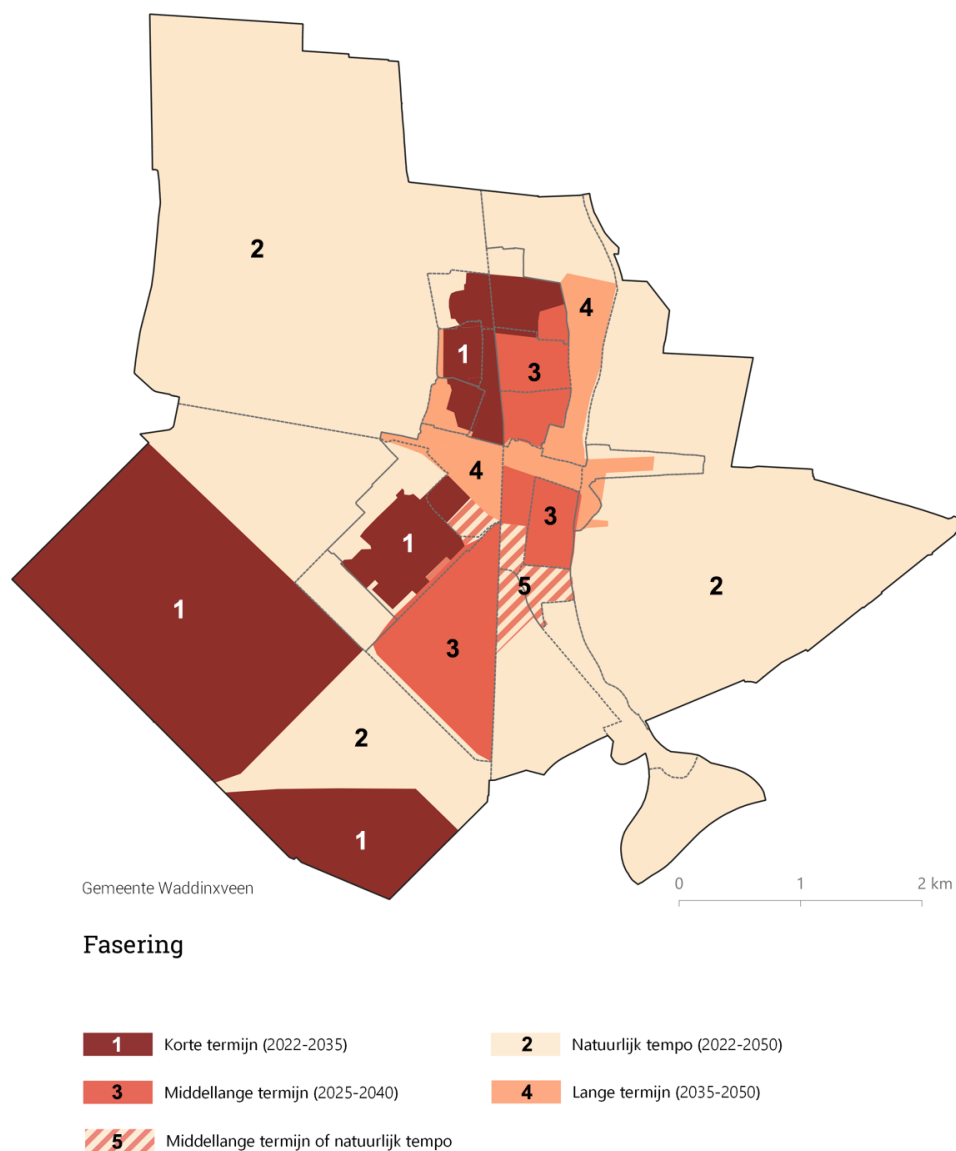 2
4
1
3
4
3
1
5
2
1
3
2
1
Gemeente Waddinxveen
0 1 2 km
Fasering
1 Korte termijn (2022-2035)
2 Natuurlijk tempo (2022-2050)
3 Middellange termijn (2025-2040)
4 Lange termijn (2035-2050)
5 Middellange termijn of natuurlijk tempo